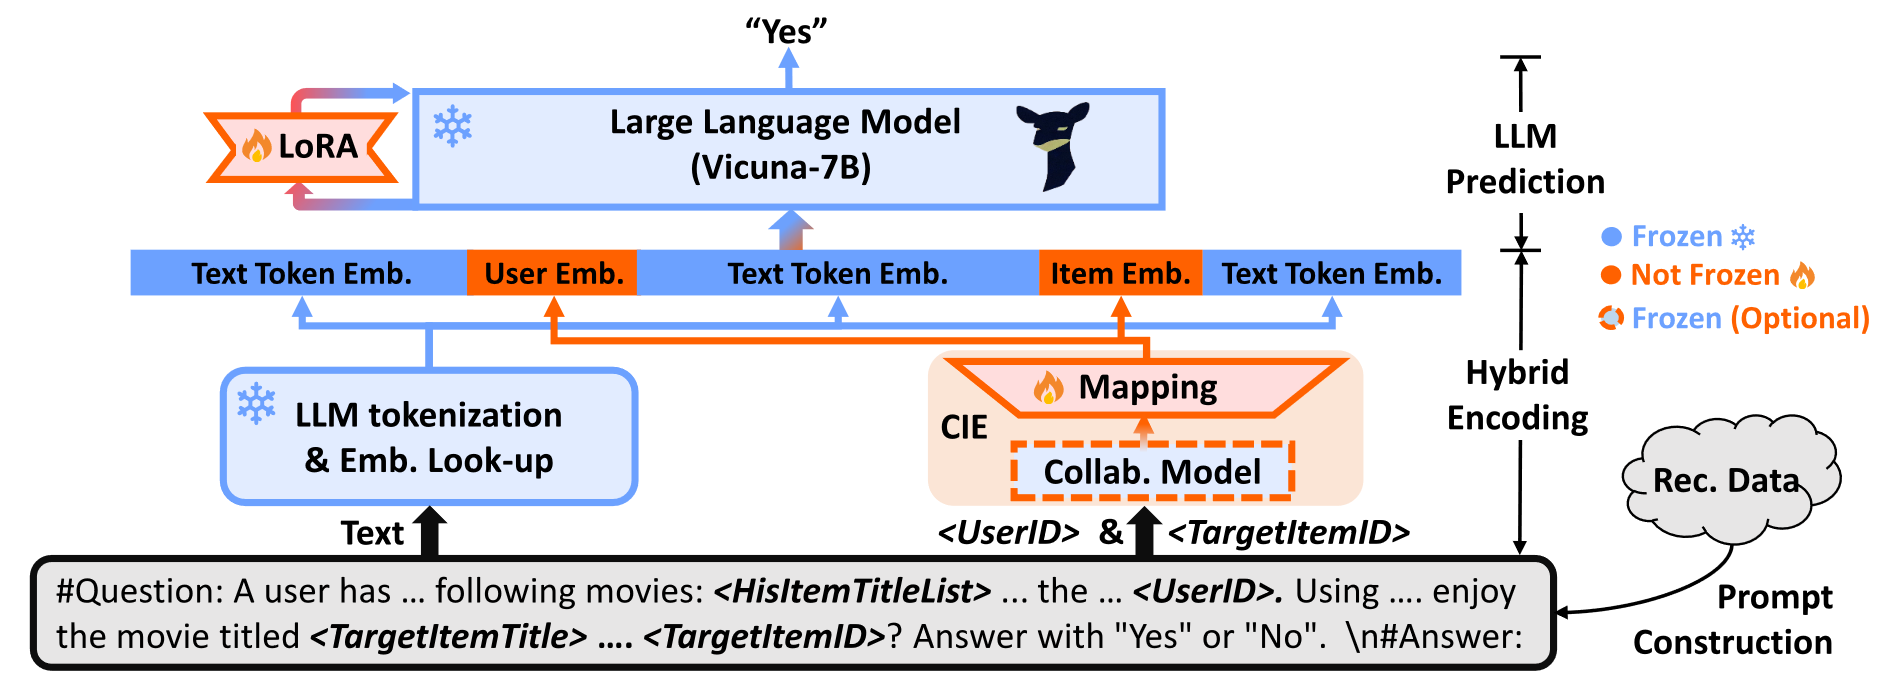 “Yes”
LoRA
Large Language Model
(Vicuna-7B)
LLM
Prediction
Text Token Emb.
User Emb.
Text Token Emb.
Item Emb.
Text Token Emb.
Frozen
Not Frozen
Frozen (Optional)
LLM tokenization
& Emb. Look-up
Mapping
CIE
Collab. Model
Hybrid
Encoding
Rec. Data
Text
<UserID> & <TargetItemID>
#Question: A user has ... following movies: <HisItemTitleList> ... the ... <UserID>. Using .... enjoy
the movie titled <TargetItemTitle> .... <TargetItemID>? Answer with "Yes" or "No". \n#Answer:
Prompt
Construction